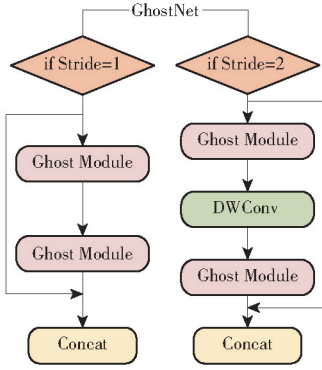 GhostNet
if Stride=1
if Stride=2
Ghost Module
Ghost Module
DWConv
Ghost Module
Ghost Module
Concat
Concat